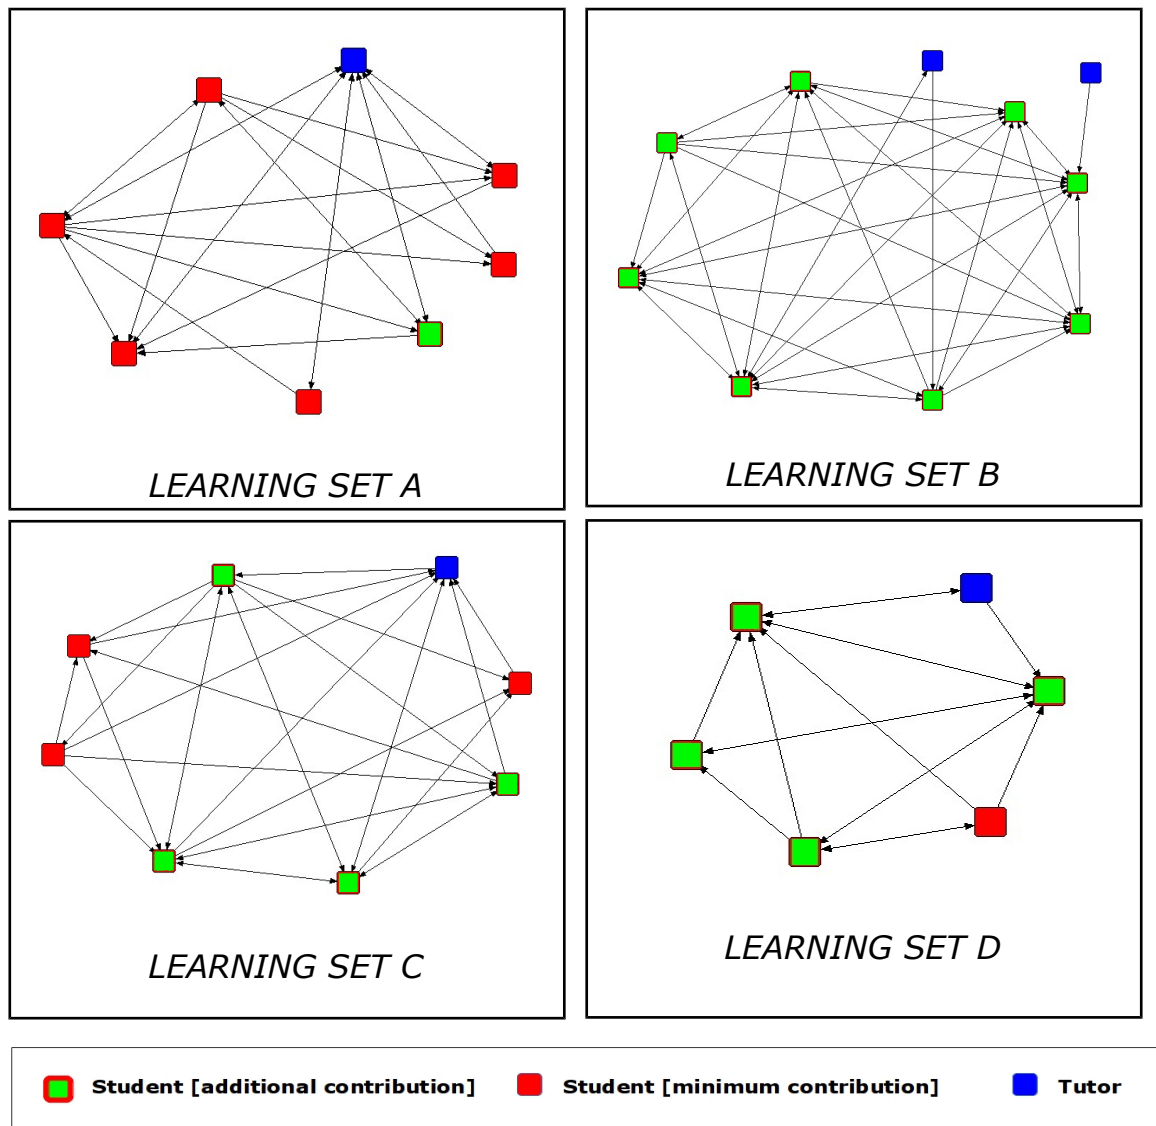 LEARNING SET A
LEARNING SET B
LEARNING SET C
LEARNING SET D
Student [additional contribution] Student [minimum contribution] Tutor